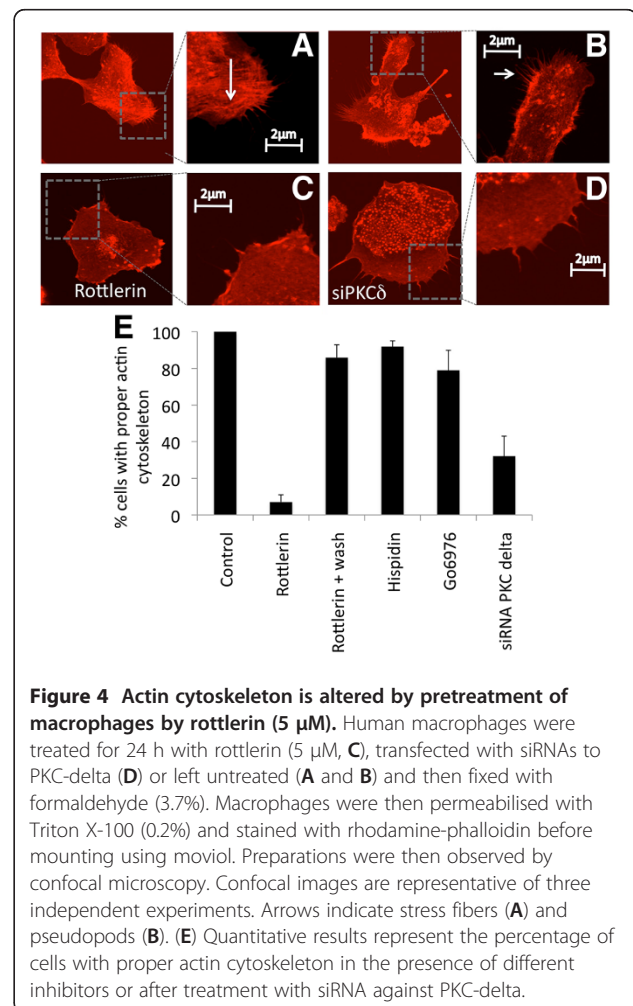 A
2µm
B
2µm
C
2µm
Rottlerin
D
2µm
siPKCδ
E
% cells with proper actin
cytoskeleton
100
80
60
40
20
0
Control
Rottlerin
Rottlerin + wash
Hispidin
Go6976
siRNA PKC delta
Figure 4 Actin cytoskeleton is altered by pretreatment of
macrophages by rottlerin (5 µM). Human macrophages were
treated for 24 h with rottlerin (5 µM, C), transfected with siRNAs to
PKC-delta (D) or left untreated (A and B) and then fixed with
formaldehyde (3.7%). Macrophages were then permeabilised with
Triton X-100 (0.2%) and stained with rhodamine-phalloidin before
mounting using moviol. Preparations were then observed by
confocal microscopy. Confocal images are representative of three
independent experiments. Arrows indicate stress fibers (A) and
pseudopods (B). (E) Quantitative results represent the percentage of
cells with proper actin cytoskeleton in the presence of different
inhibitors or after treatment with siRNA against PKC-delta.